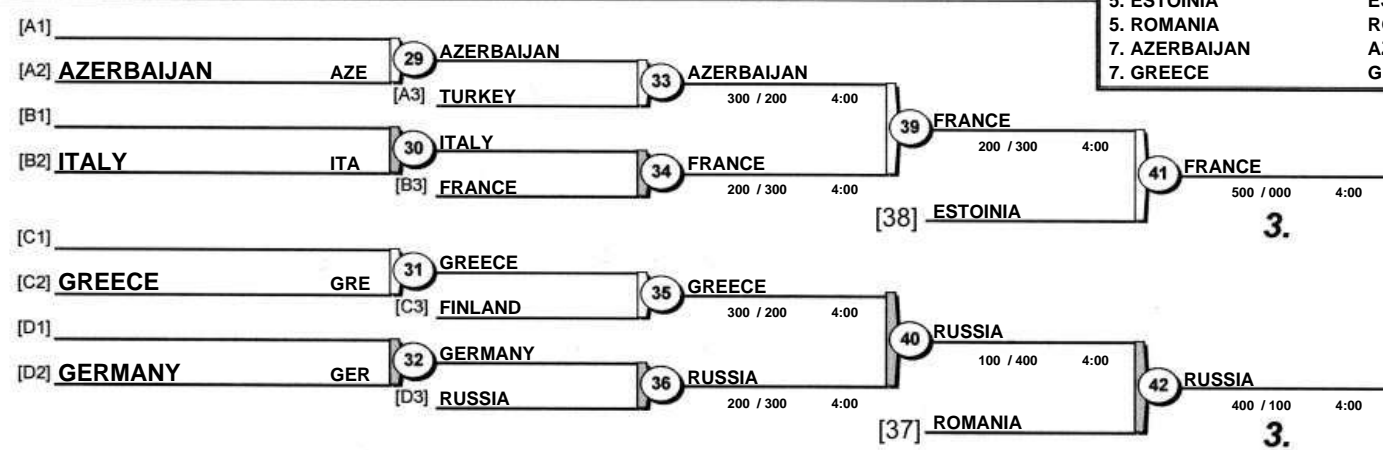 5. ESTOINIA
5. ROMANIA
7. AZERBAIJAN
7. GREECE
[A1]
[A2] AZERBAIJAN AZE
29
AZERBAIJAN
[A3] TURKEY
33
AZERBAIJAN
300 / 200 4:00
[B1]
[B2] ITALY ITA
30
ITALY
[B3] FRANCE
34
FRANCE
200 / 300 4:00
39
FRANCE
200 / 300 4:00
[38] ESTOINIA
41
FRANCE
500 / 000 4:00
3.
[C1]
[C2] GREECE GRE
31
GREECE
[C3] FINLAND
35
GREECE
300 / 200 4:00
[D1]
[D2] GERMANY GER
32
GERMANY
[D3] RUSSIA
36
RUSSIA
200 / 300 4:00
40
RUSSIA
100 / 400 4:00
[37] ROMANIA
42
RUSSIA
400 / 100 4:00
3.